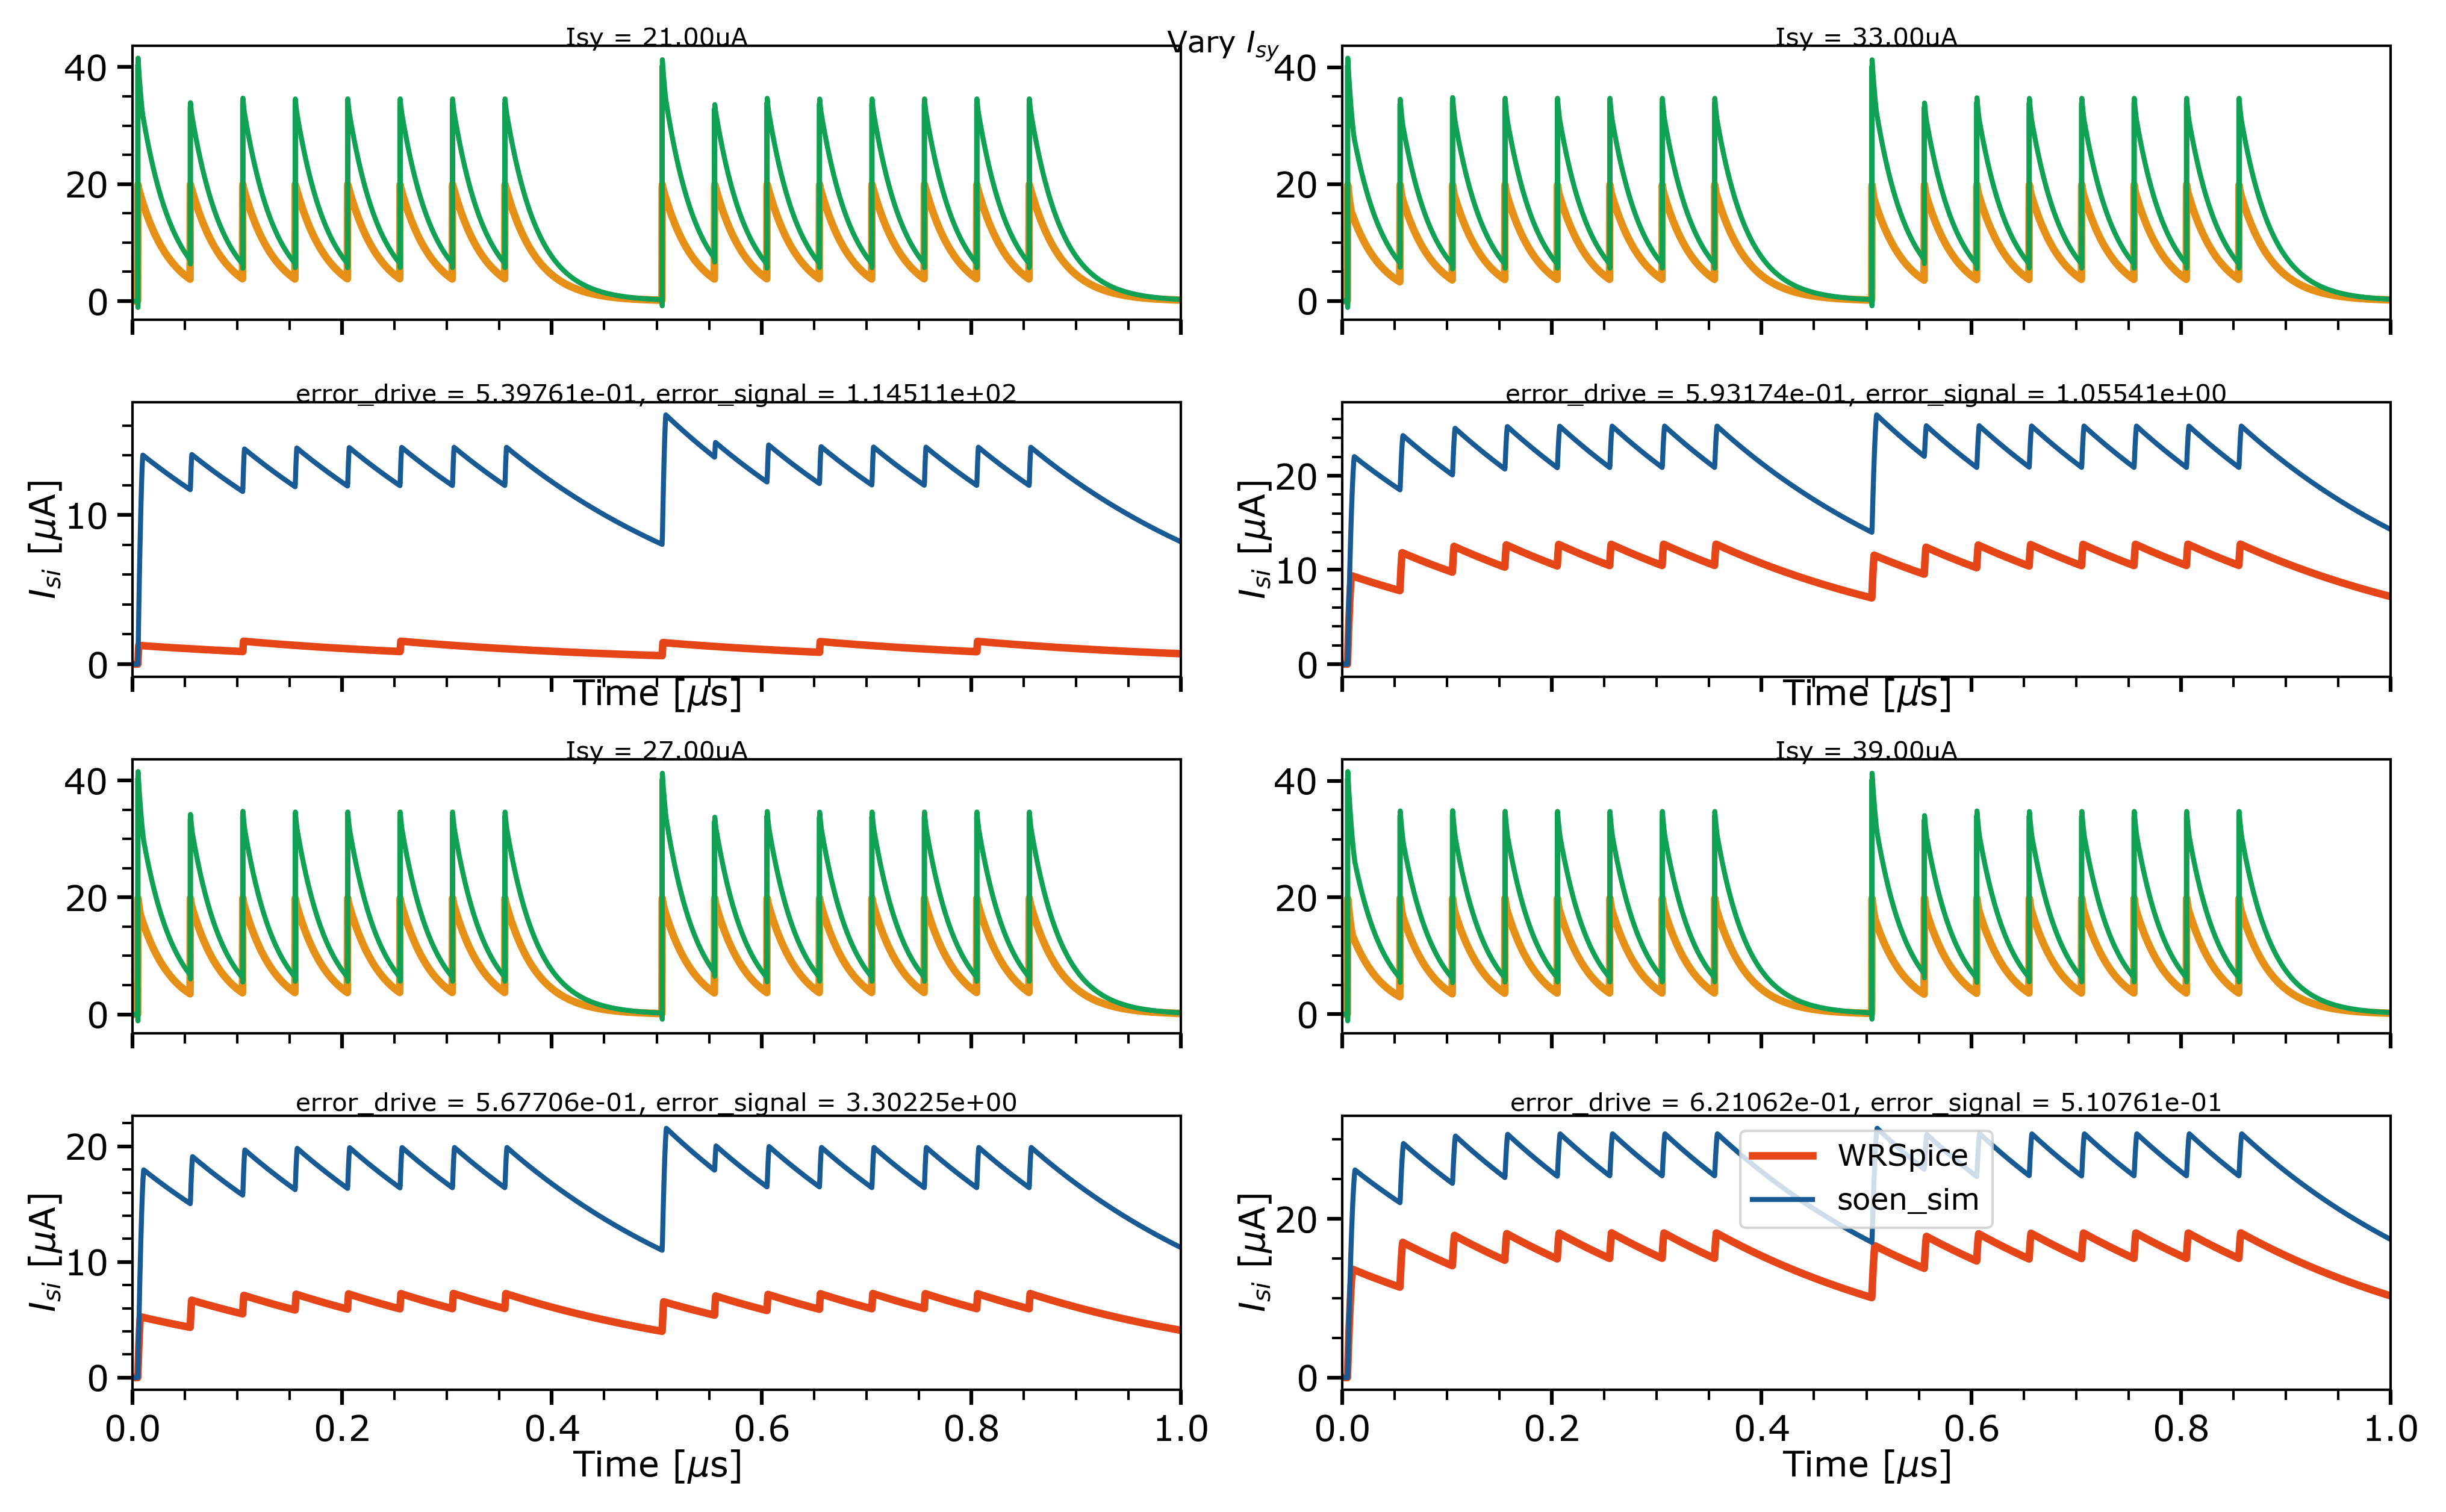 Vary Isy
Isy = 21.00uA
40
20
0
Isy = 33.00uA
40
20
0
error_drive = 5.39761e-01, error_signal = 1.14511e+02
10
0
Isi [μA]
Time [μs]
error_drive = 5.93174e-01, error_signal = 1.05541e+00
20
10
0
Isi [μA]
Time [μs]
Isy = 27.00uA
40
20
0
Isy = 39.00uA
40
20
0
error_drive = 5.67706e-01, error_signal = 3.30225e+00
20
10
0
Isi [μA]
0.0 0.2 0.4 0.6 0.8 1.0
Time [μs]
error_drive = 6.21062e-01, error_signal = 5.10761e-01
WRSpice
soen_sim
20
0
Isi [μA]
0.0 0.2 0.4 0.6 0.8 1.0
Time [μs]